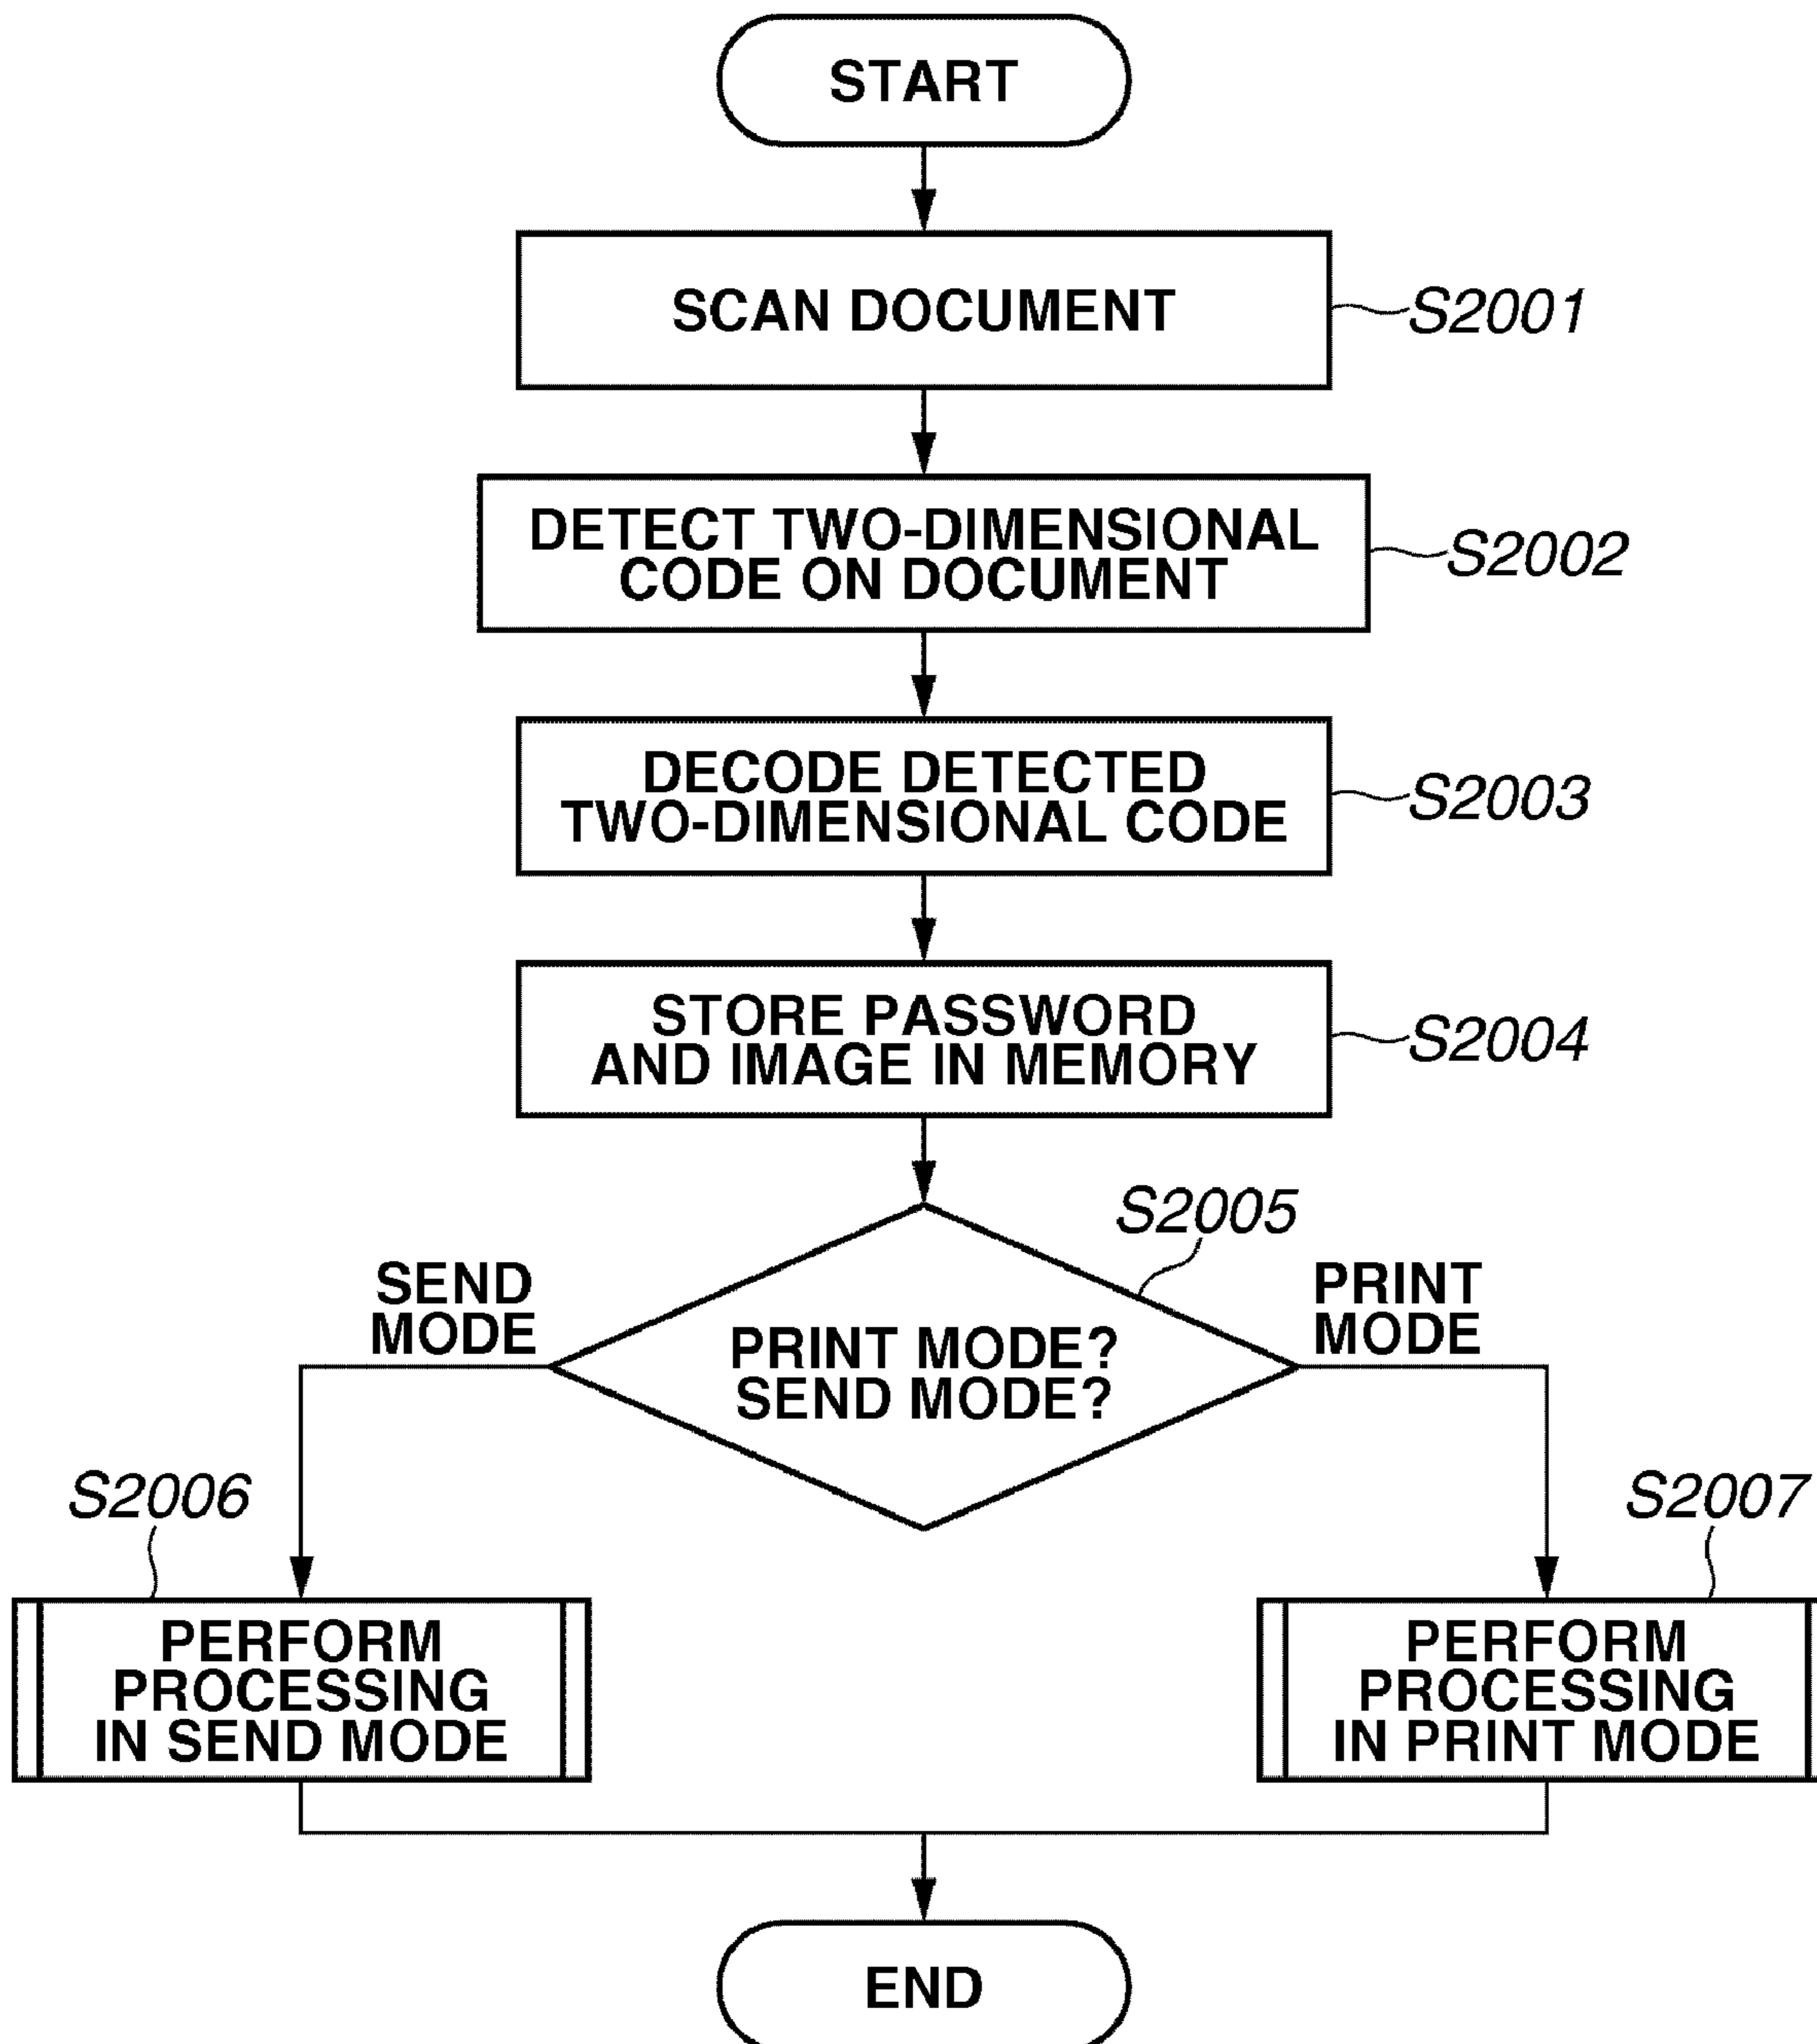 START
SCAN DOCUMENT
S2001
DETECT TWO-DIMENSIONAL
CODE ON DOCUMENT
S2002
DECODE DETECTED
TWO-DIMENSIONAL CODE
S2003
STORE PASSWORD
AND IMAGE IN MEMORY
S2004
S2005
SEND
MODE
PRINT MODE?
SEND MODE?
PRINT
MODE
S2006
PERFORM
PROCESSING
IN SEND MODE
S2007
PERFORM
PROCESSING
IN PRINT MODE
END